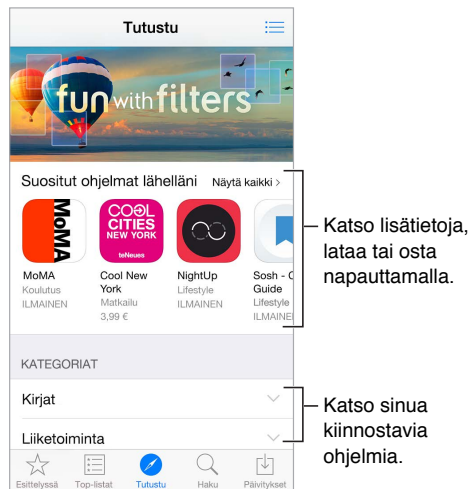 Tutustu
fun with filters
Suositut ohjelmat lähelläni Näytä kaikki >
MoMA
COOL
CITIES
NEW YORK
teNeues
MoMA
Koulutus
ILMAINEN
Cool New
York
Matkailu
3,99 €
NightUp
Lifestyle
ILMAINEN
Sosh - C
Guide
Lifestyle
ILMAINE
Katso lisätietoja,
lataa tai osta
napauttamalla.
KATEGORIAT
Kirjat
Liiketoiminta
Katso sinua
kiinnostavia
ohjelmia.
Esittelyssä Top-listat Tutustu Haku Päivitykset